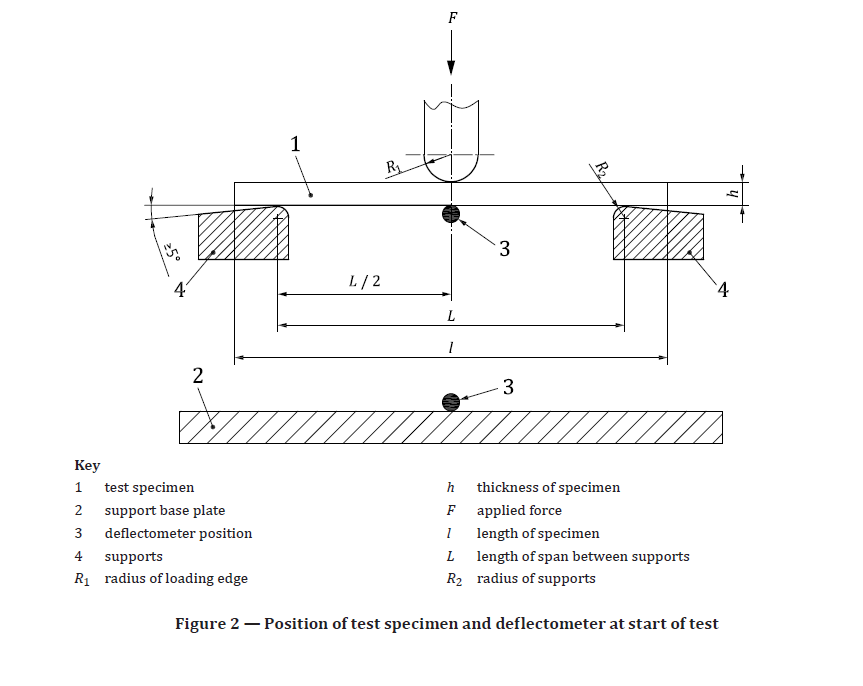 F
1
R1
R2
h
3
≥5°
4
4
L / 2
L
l
2
3
Key
1 test specimen h thickness of specimen
2 support base plate F applied force
3 deflectometer position l length of specimen
4 supports L length of span between supports
R1 radius of loading edge R2 radius of supports
Figure 2 — Position of test specimen and deflectometer at start of test